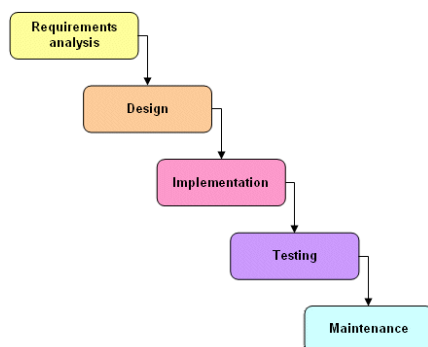 Requirements
analysis
Design
Implementation
Testing
Maintenance